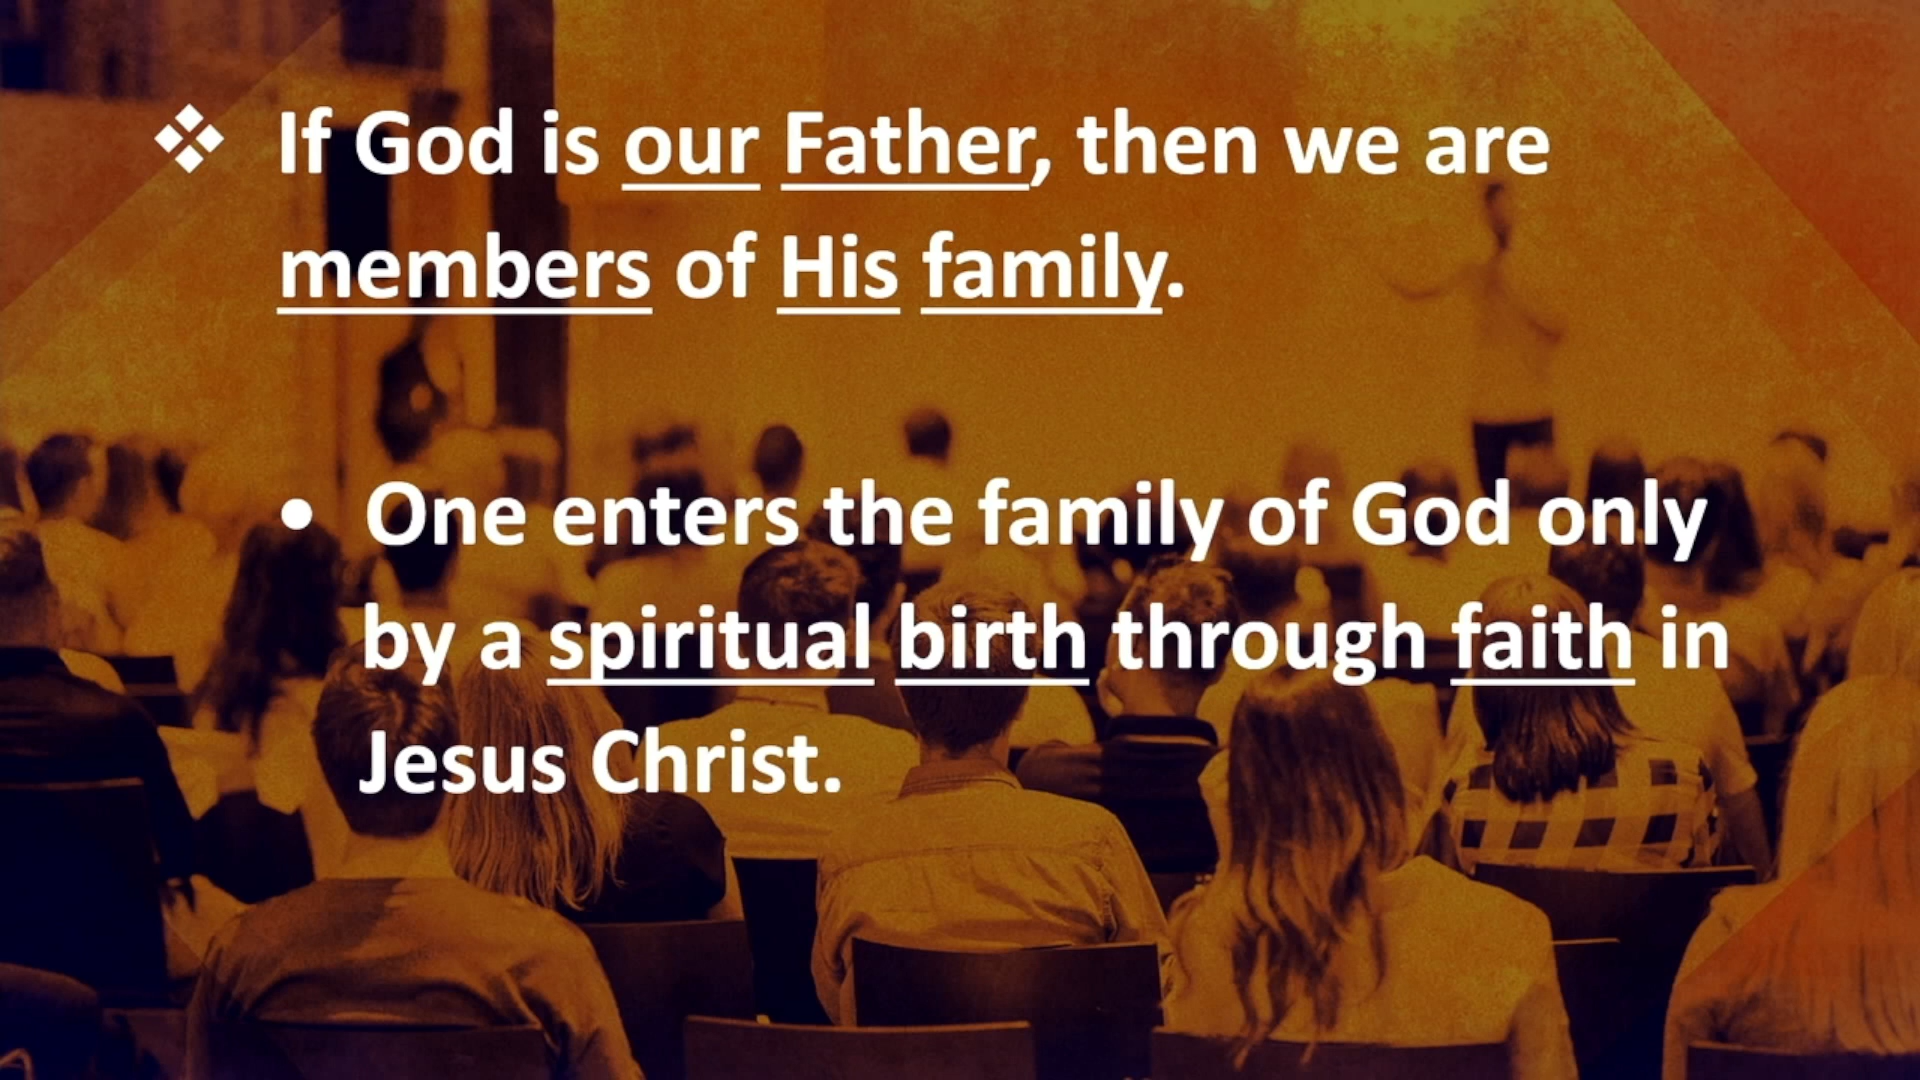 ❖ If God is our Father, then we are
members of His family.
• One enters the family of God only
by a spiritual birth through faith in
Jesus Christ.